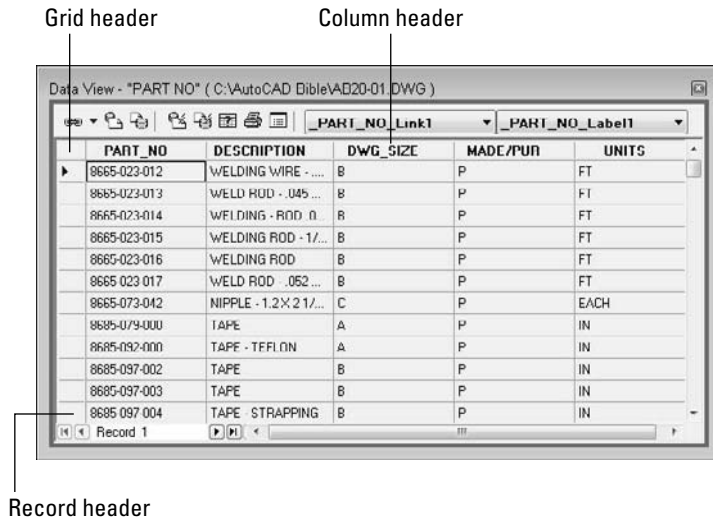 Grid header Column header
Data View - "PART NO" ( C:\AutoCAD Bible\AB20-01.DWG )
_PART_NO_Link1 _PART_NO_Label1
PART_NO DESCRIPTION DWG_SIZE MADE/PUR UNITS
8665-023-012 WELDING WIRE - .... B P FT
8665-023-013 WELD ROD - .045 ... B P FT
8665-023-014 WELDING - ROD 0... B P FT
8665-023-015 WELDING ROD - 1/... B P FT
8665-023-016 WELDING ROD B P FT
8665-023-017 WELD ROD - .052 ... B P FT
8665-073-042 NIPPLE - 1.2 X 2 1/... C P EACH
8685-079-000 TAPE A P IN
8685-092-000 TAPE - TEFLON A P IN
8685-097-002 TAPE B P IN
8685-097-003 TAPE B P IN
8685-097-004 TAPE - STRAPPING B P IN
Record 1
Record header